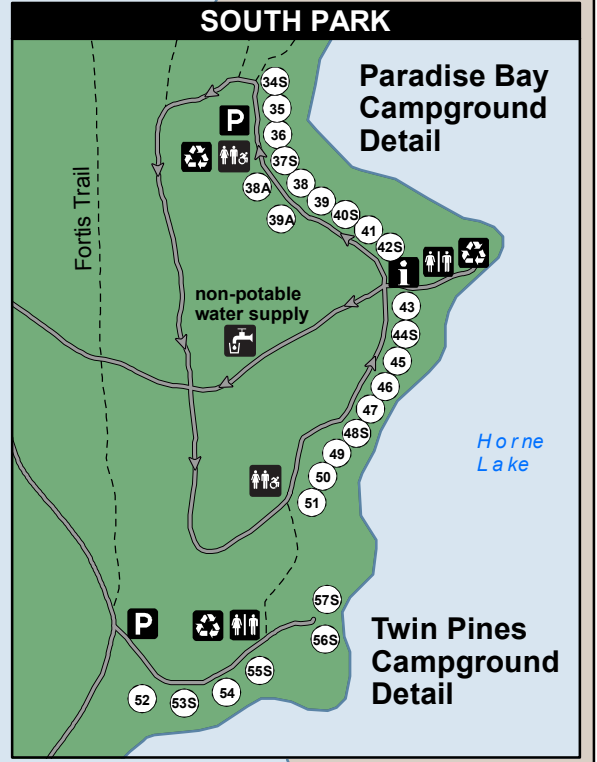 SOUTH PARK
Paradise Bay
Campground
Detail
34S
35
36
P
37S
38A
38
39
39A
40S
41
42S
Fortis Trail
i
non-potable
water supply
43
44S
45
46
47
48S
49
50
51
Horne
Lake
57S
P
56S
Twin Pines
Campground
Detail
55S
54
53S
52